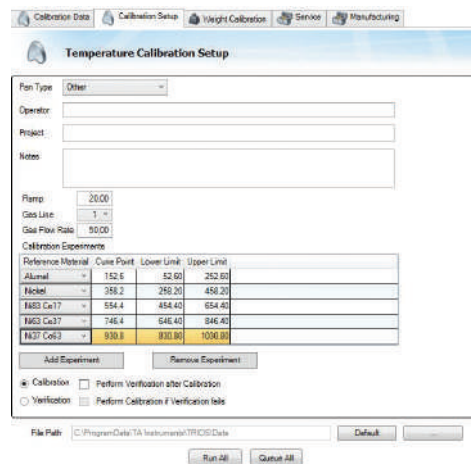 Calibration Data Calibration Setup Weight Calibration Service Manufacturing
Temperature Calibration Setup
Pan Type Other
Operator
Project
Notes
Ramp 20.00
Gas Line 1
Gas Flow Rate 50.00
Calibration Experiments
Reference Material Curie Point Lower Limit Upper Limit
Alumel 152.6 52.60 252.60
Nickel 358.2 258.20 458.20
Ni83 Co17 554.4 454.40 654.40
Ni63 Co37 746.4 646.40 846.40
Ni37 Co63 930.8 830.80 1030.80
Add Experiment Remove Experiment
Calibration Perform Verification after Calibration
Verification Perform Calibration if Verification fails
File Path C:\ProgramData\TA Instruments\TRIOS\Data Default ...
Run All Queue All